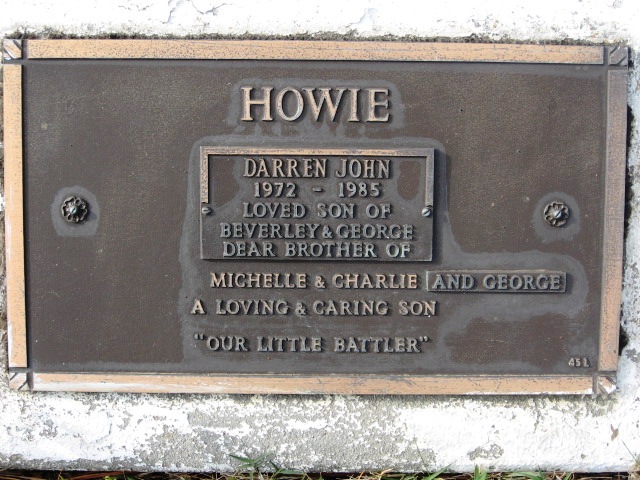 HOWIE
DARREN JOHN
1972 - 1985
LOVED SON OF
BEVERLEY & GEORGE
DEAR BROTHER OF
MICHELLE & CHARLIE AND GEORGE
A LOVING & CARING SON
"OUR LITTLE BATTLER"
45L